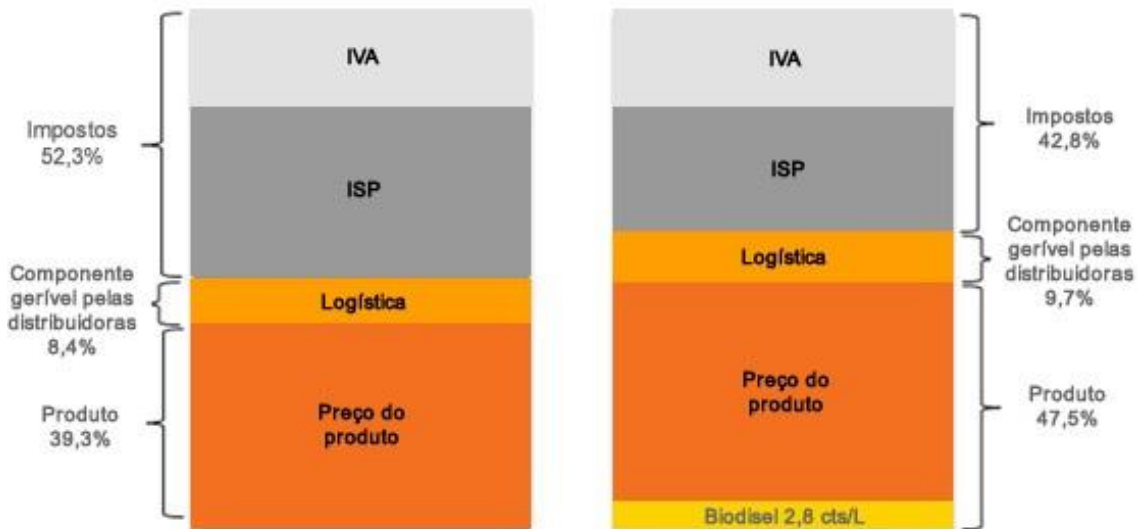 Impostos
52,3%
Componente
gerível pelas
distribuidoras
8,4%
Produto
39,3%
IVA
ISP
Logística
Preço do
produto
IVA
ISP
Logística
Preço do
produto
Biodisel 2,8 cts/L
Impostos
42,8%
Componente
gerível pelas
distribuidoras
9,7%
Produto
47,5%